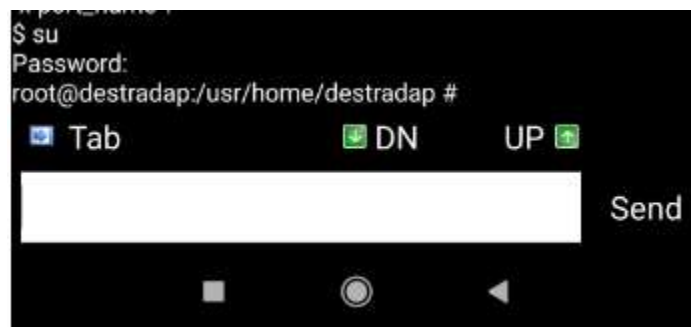 $ su
Password:
root@destradap:/usr/home/destradap #
Tab DN UP
Send